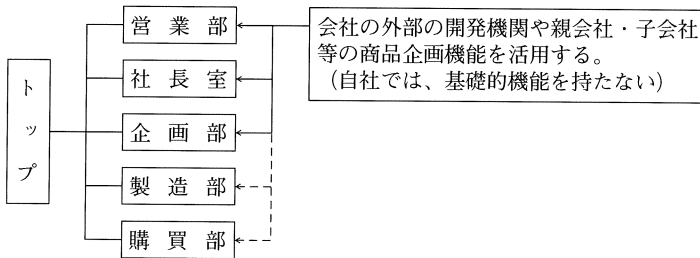 営業部
会社の外部の開発機関や親会社・子会社
等の商品企画機能を活用する。
（自社では、基礎的機能を持たない）
社長室
トップ
企画部
製造部
購買部